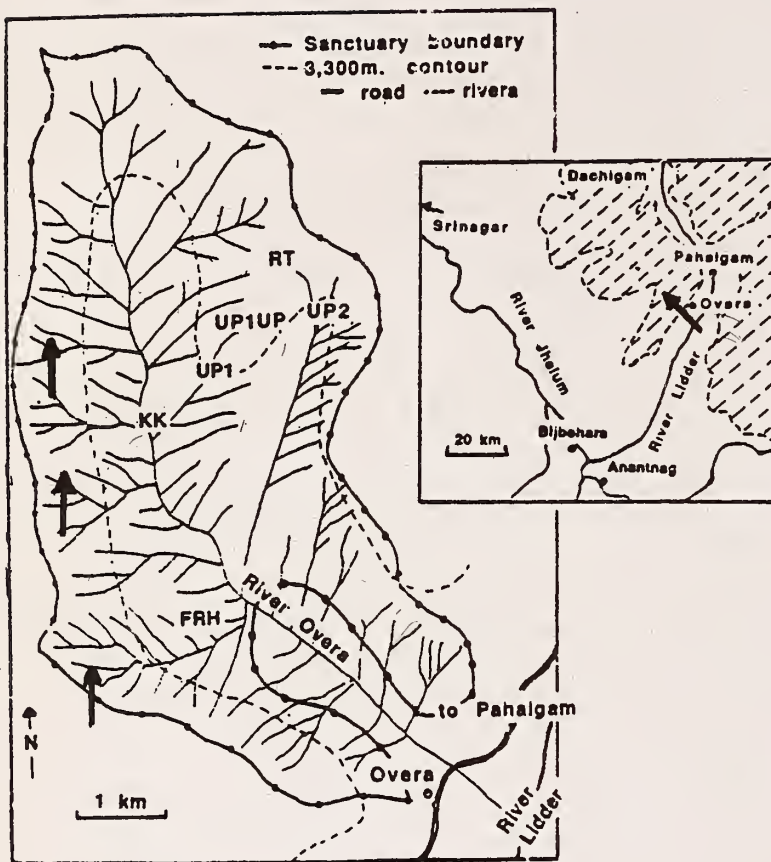 Sanctuary boundary
3,300m. contour
road rivera
RT
UP1UP UP2
UP1
KK
FRH
River Overa
to Pahalgam
Overa
River Lidder
N
1 km
Dachigam
Srinagar
Pahalgam
Overa
River Jhelum
River Lidder
Bijbehara
20 km
Anantnag